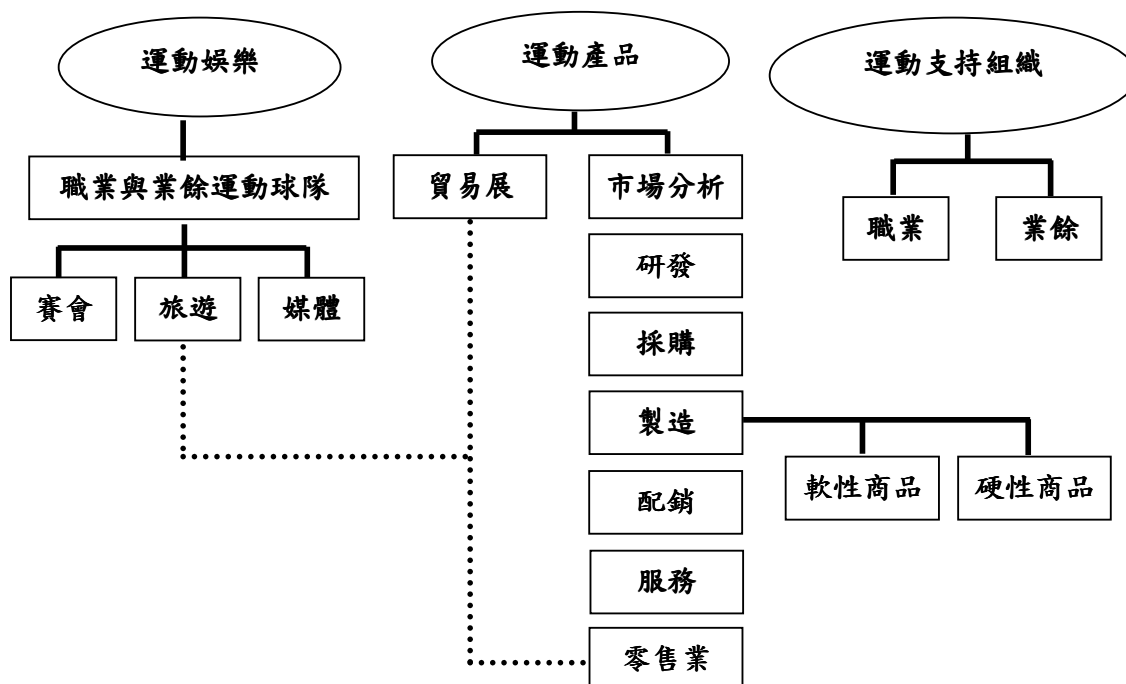 運動娛樂
運動產品
運動支持組織
職業與業餘運動球隊
貿易展
市場分析
職業
業餘
研發
賽會
旅遊
媒體
採購
製造
軟性商品
硬性商品
配銷
服務
零售業